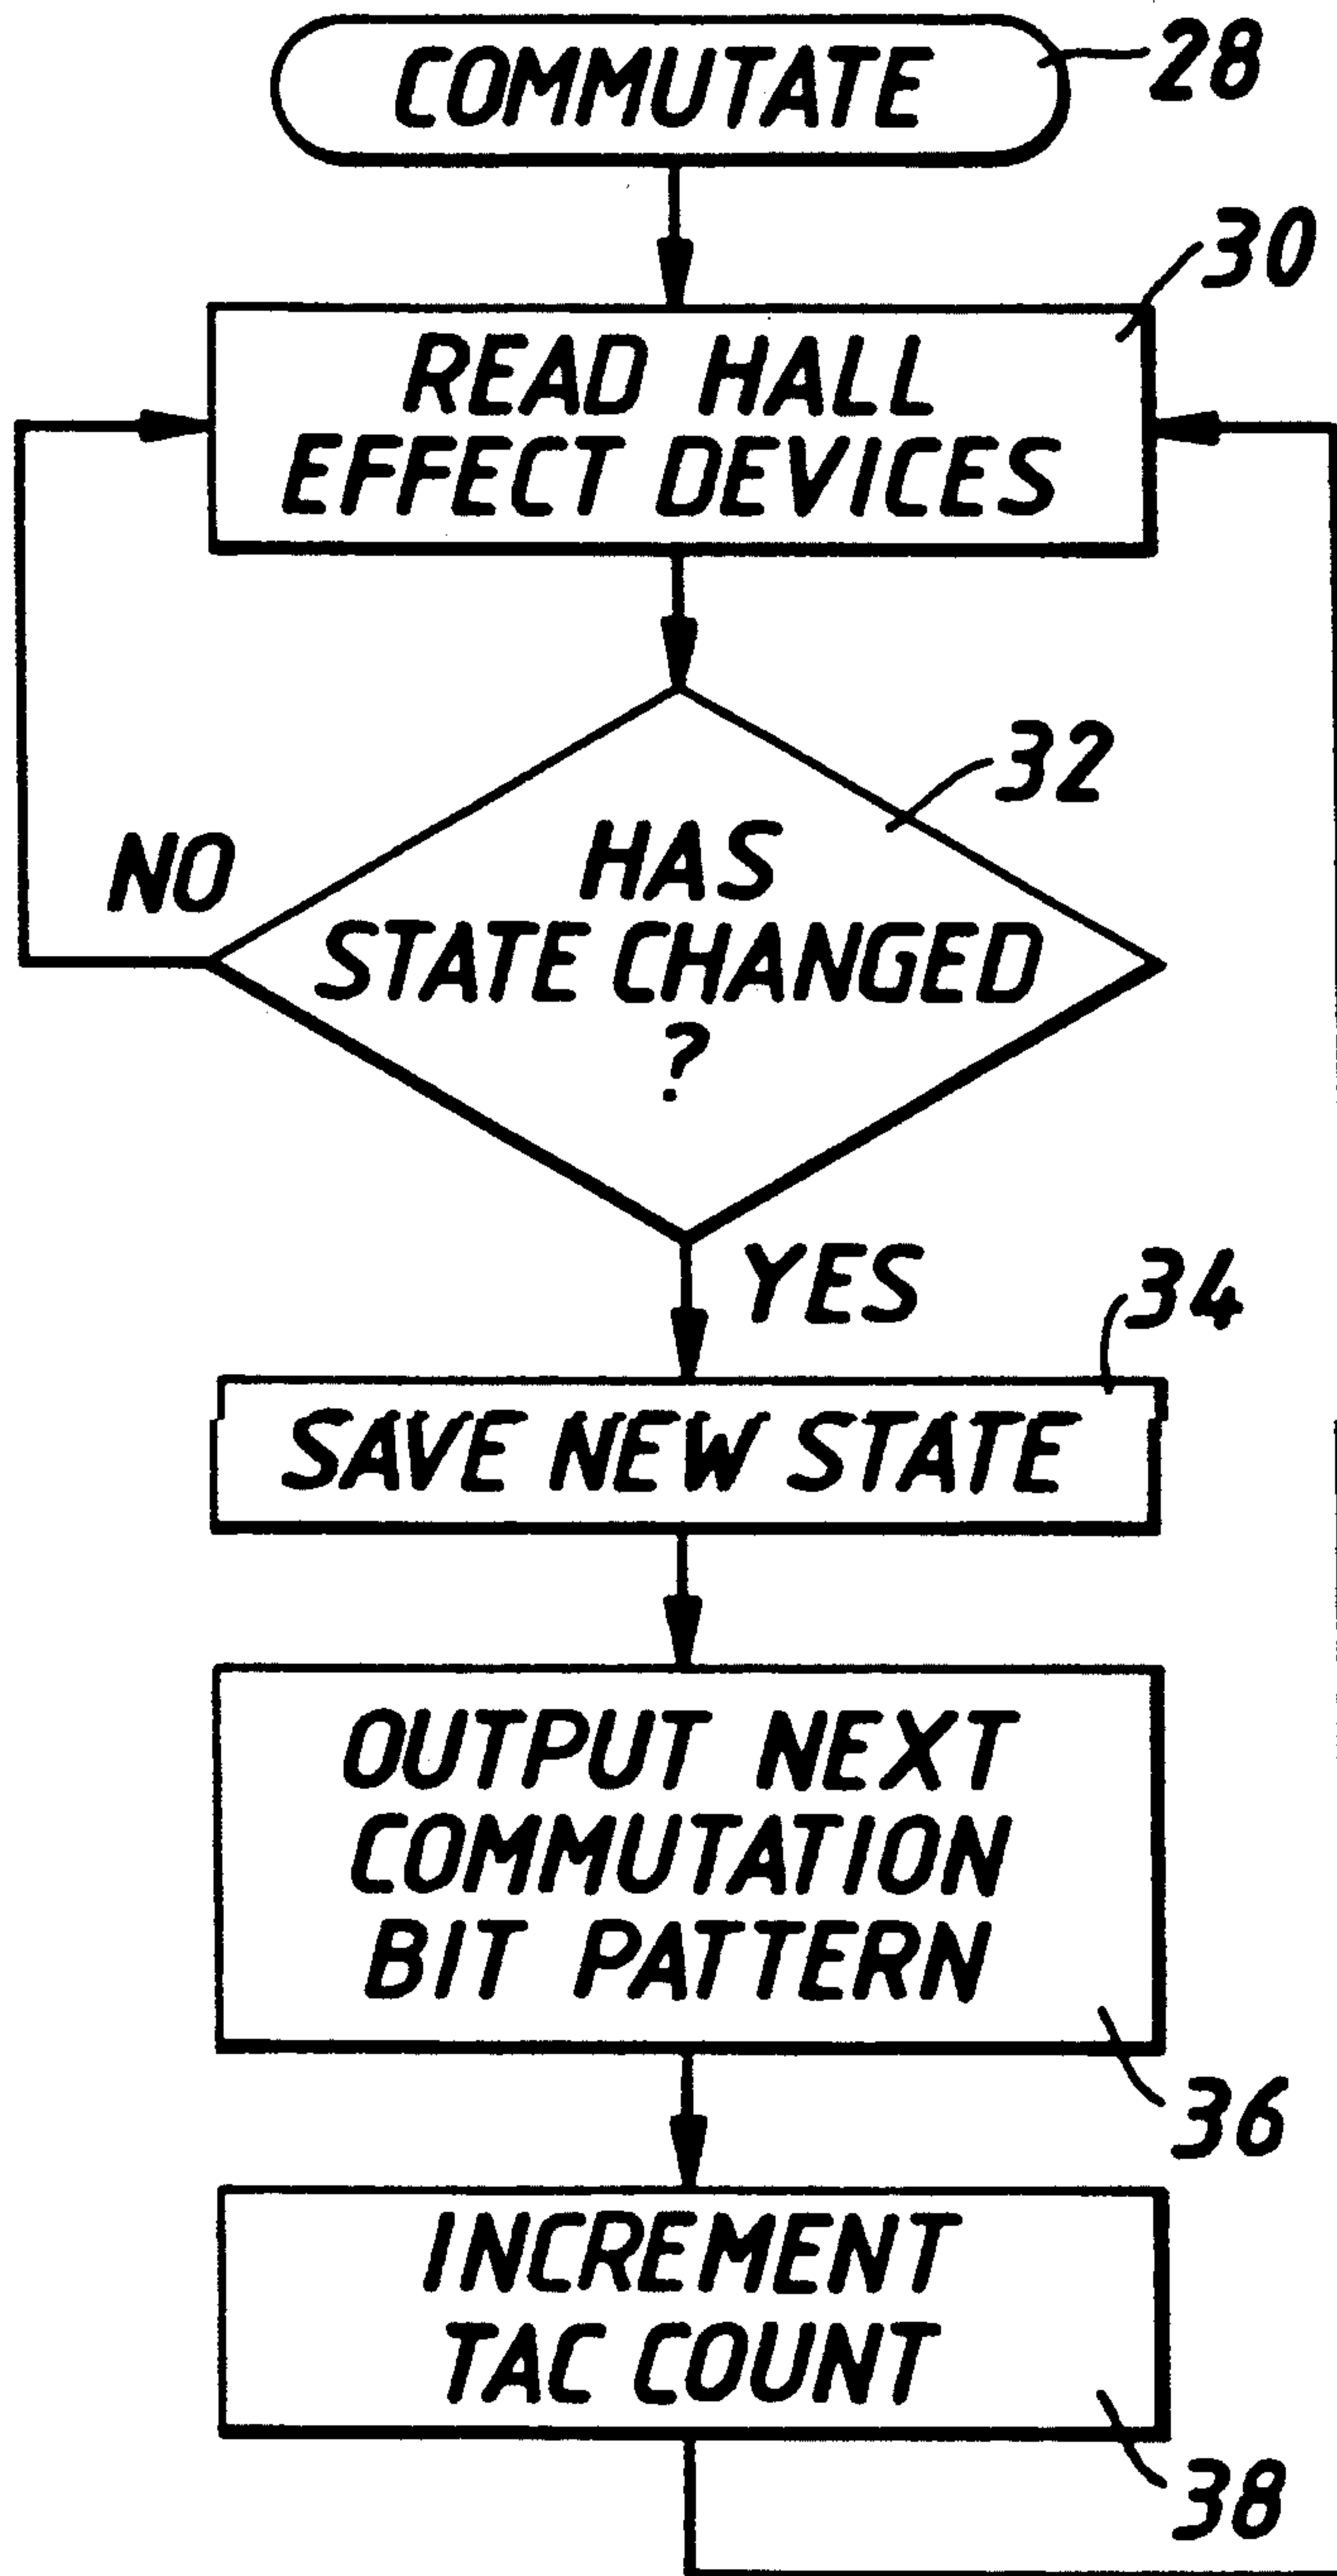 COMMUTATE
28
30
READ HALL
EFFECT DEVICES
32
HAS
STATE CHANGED
?
NO
YES
34
SAVE NEW STATE
OUTPUT NEXT
COMMUTATION
BIT PATTERN
36
INCREMENT
TAC COUNT
38